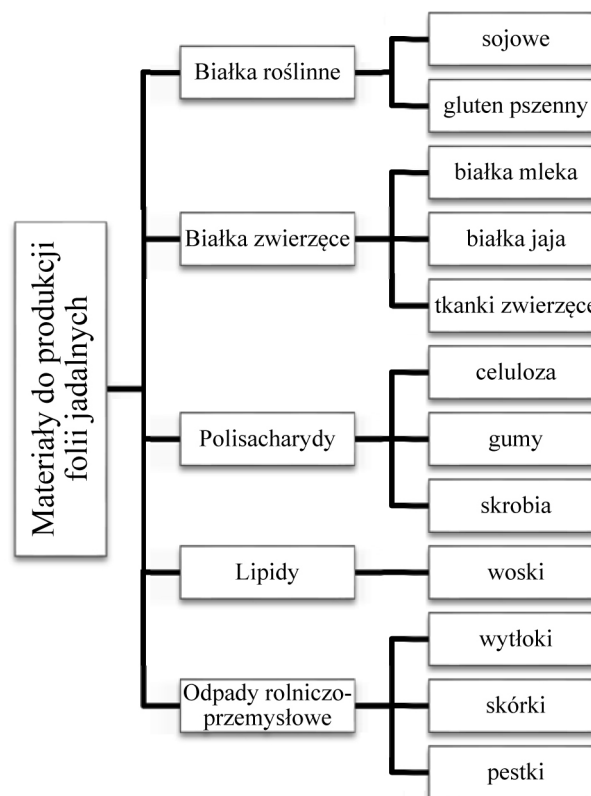 Materiały do produkcji
folii jadalnych
Białka roślinne
sojowe
gluten pszenny
Białka zwierzęce
białka mleka
białka jaja
tkanki zwierzęce
Polisacharydy
celuloza
gumy
skrobia
Lipidy
woski
Odpady rolniczo-
przemysłowe
wytłoki
skórki
pestki